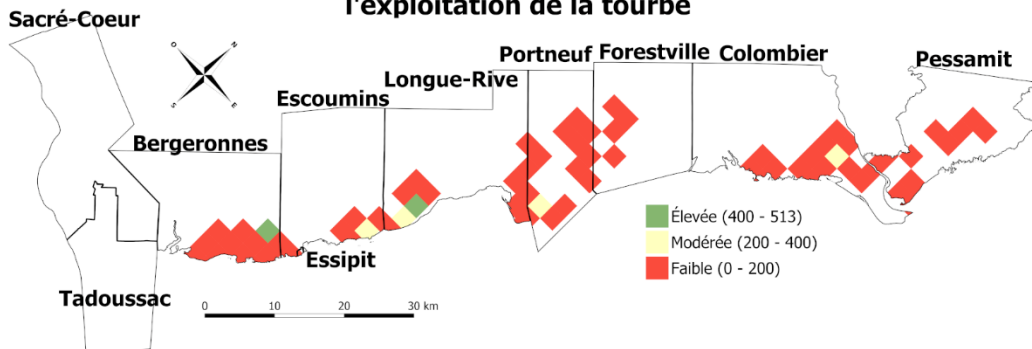 l'exploitation de la tourbe
Sacré-Coeur
Portneuf
Forestville
Colombier
Pessamit
Longue-Rive
Escoumins
Bergeronnes
O
N
S
E
Essipit
Tadoussac
Élevée (400 - 513)
Modérée (200 - 400)
Faible (0 - 200)
0 10 20 30 km